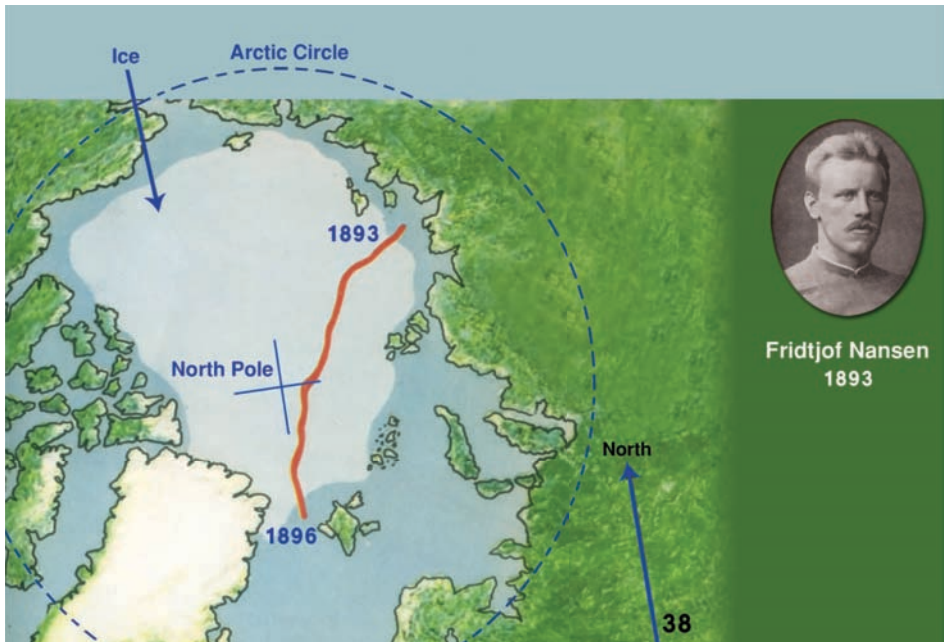 Ice
Arctic Circle
1893
North Pole
1896
North
38
Fridtjof Nansen
1893